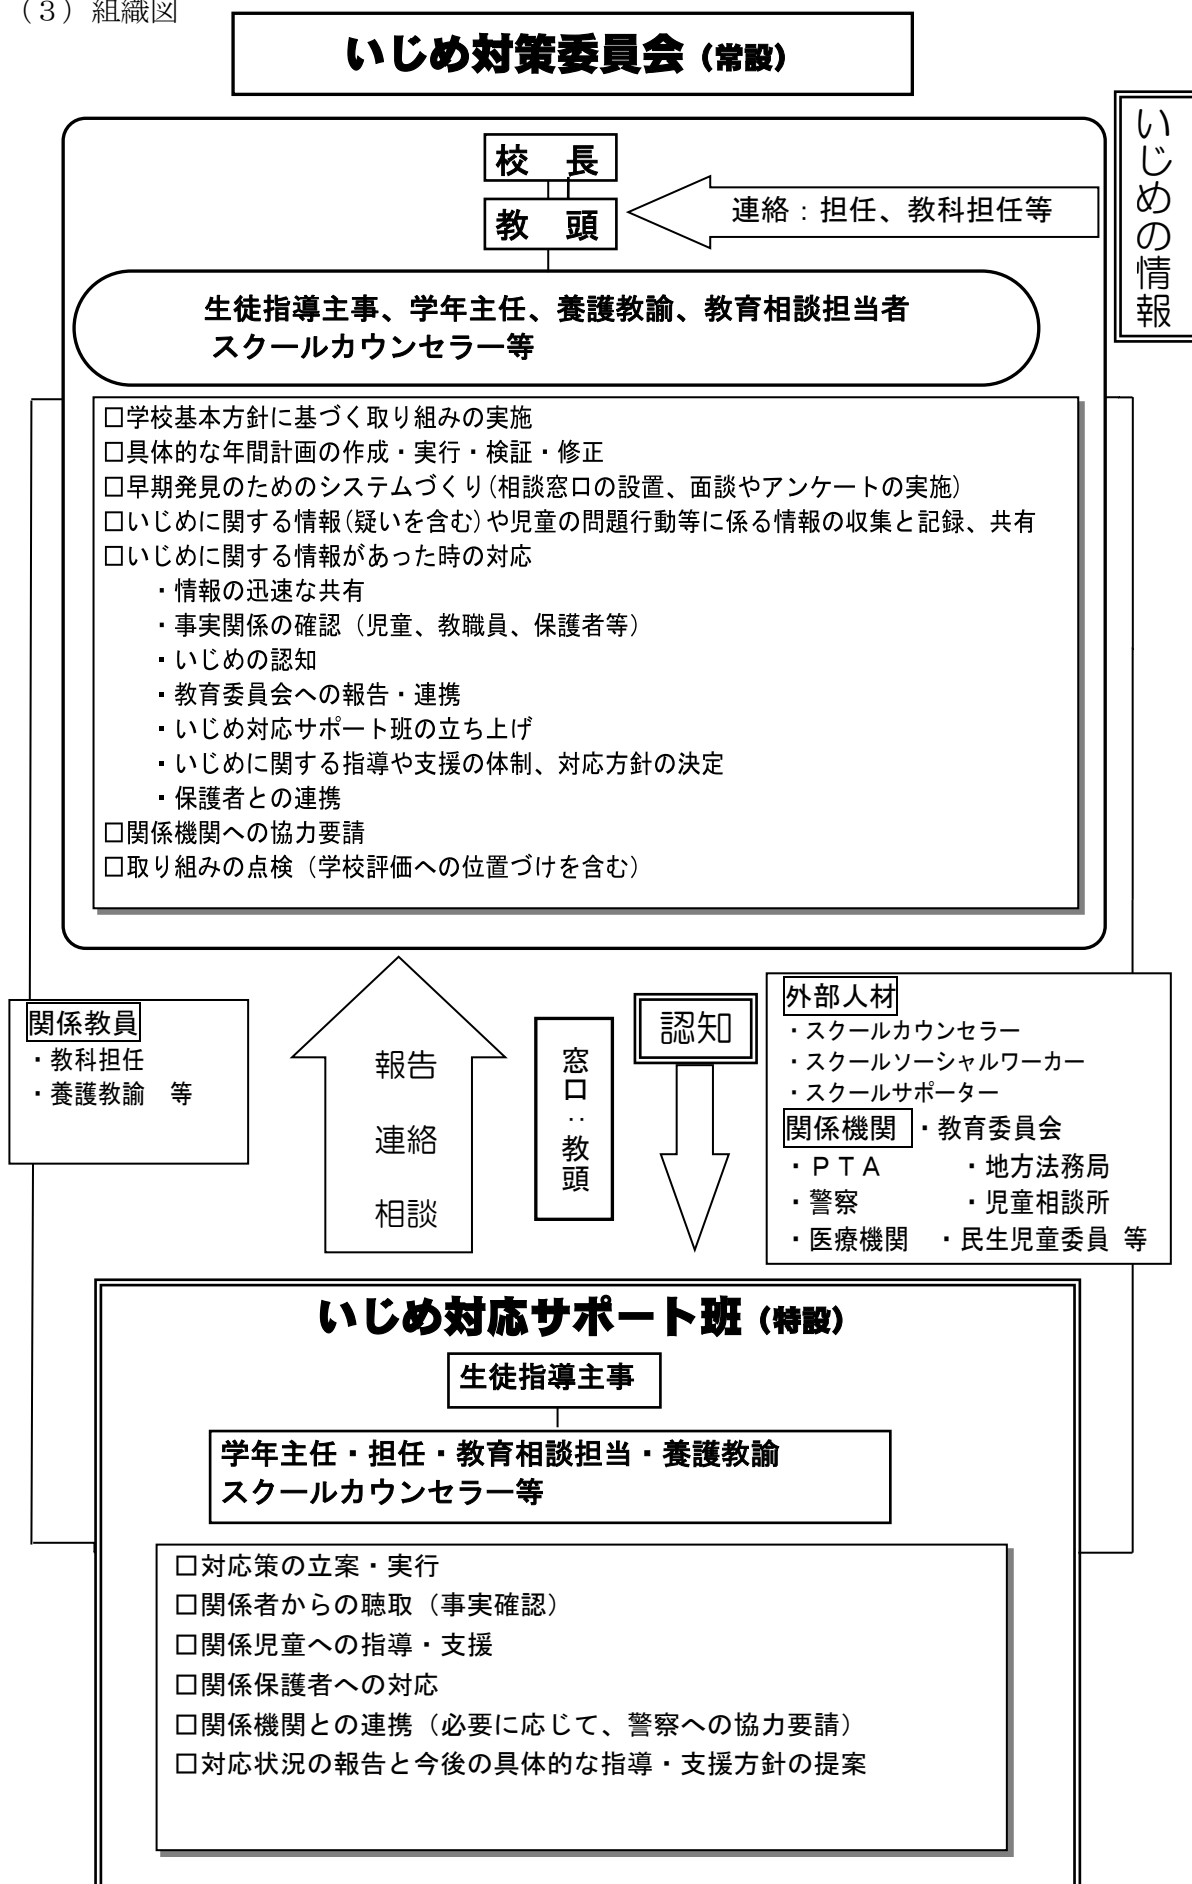 （３）組織図
いじめ対策委員会（常設）
いじめの情報
校　長
教　頭
連絡：担任、教科担任等
生徒指導主事、学年主任、養護教諭、教育相談担当者
スクールカウンセラー等
□学校基本方針に基づく取り組みの実施
□具体的な年間計画の作成・実行・検証・修正
□早期発見のためのシステムづくり(相談窓口の設置、面談やアンケートの実施)
□いじめに関する情報(疑いを含む)や児童の問題行動等に係る情報の収集と記録、共有
□いじめに関する情報があった時の対応
・情報の迅速な共有
・事実関係の確認（児童、教職員、保護者等）
・いじめの認知
・教育委員会への報告・連携
・いじめ対応サポート班の立ち上げ
・いじめに関する指導や支援の体制、対応方針の決定
・保護者との連携
□関係機関への協力要請
□取り組みの点検（学校評価への位置づけを含む）
関係教員
・教科担任
・養護教諭　等
報告
連絡
相談
窓口：教頭
認知
外部人材
・スクールカウンセラー
・スクールソーシャルワーカー
・スクールサポーター
関係機関　・教育委員会
・ＰＴＡ　　　・地方法務局
・警察　　　　・児童相談所
・医療機関　・民生児童委員 等
いじめ対応サポート班（特設）
生徒指導主事
学年主任・担任・教育相談担当・養護教諭
スクールカウンセラー等
□対応策の立案・実行
□関係者からの聴取（事実確認）
□関係児童への指導・支援
□関係保護者への対応
□関係機関との連携（必要に応じて、警察への協力要請）
□対応状況の報告と今後の具体的な指導・支援方針の提案